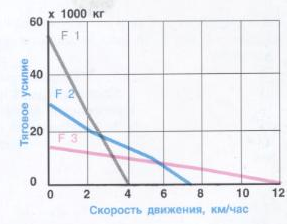 x 1000 кг
60
F 1
40
F 2
20
F 3
0
0 2 4 6 8 10 12
Тяговое усилие
Скорость движения, км/час